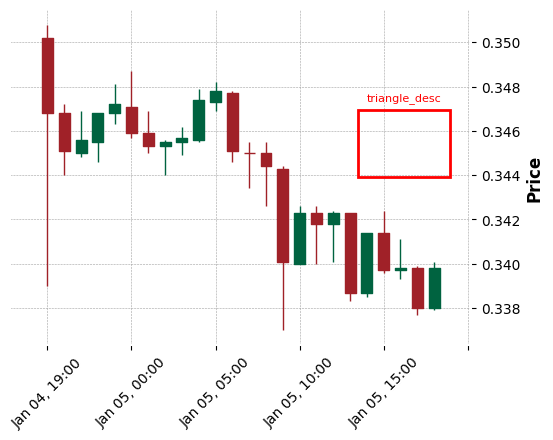 0.350
0.348
triangle_desc
0.346
0.344
0.342
0.340
0.338
Price
Jan 04, 19:00
Jan 05, 00:00
Jan 05, 05:00
Jan 05, 10:00
Jan 05, 15:00